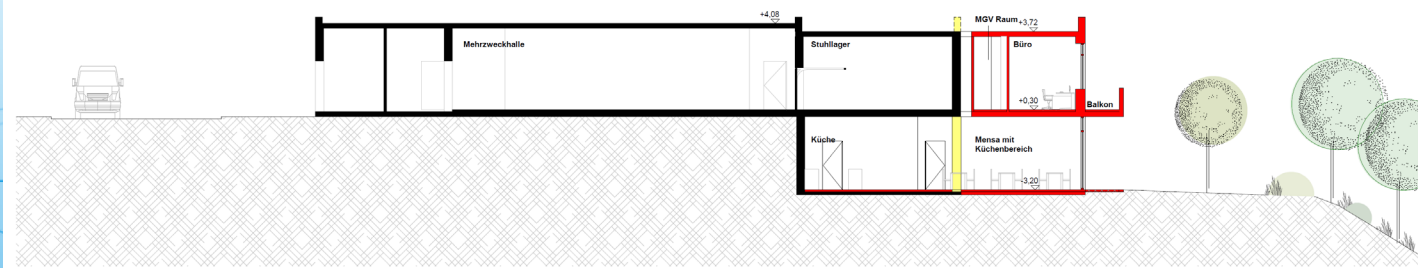 +4,08
MGV Raum
+3,72
Mehrzweckhalle
Stuhllager
Büro
+0,30
Balkon
Küche
Mensa mit
Küchenbereich
-3,20